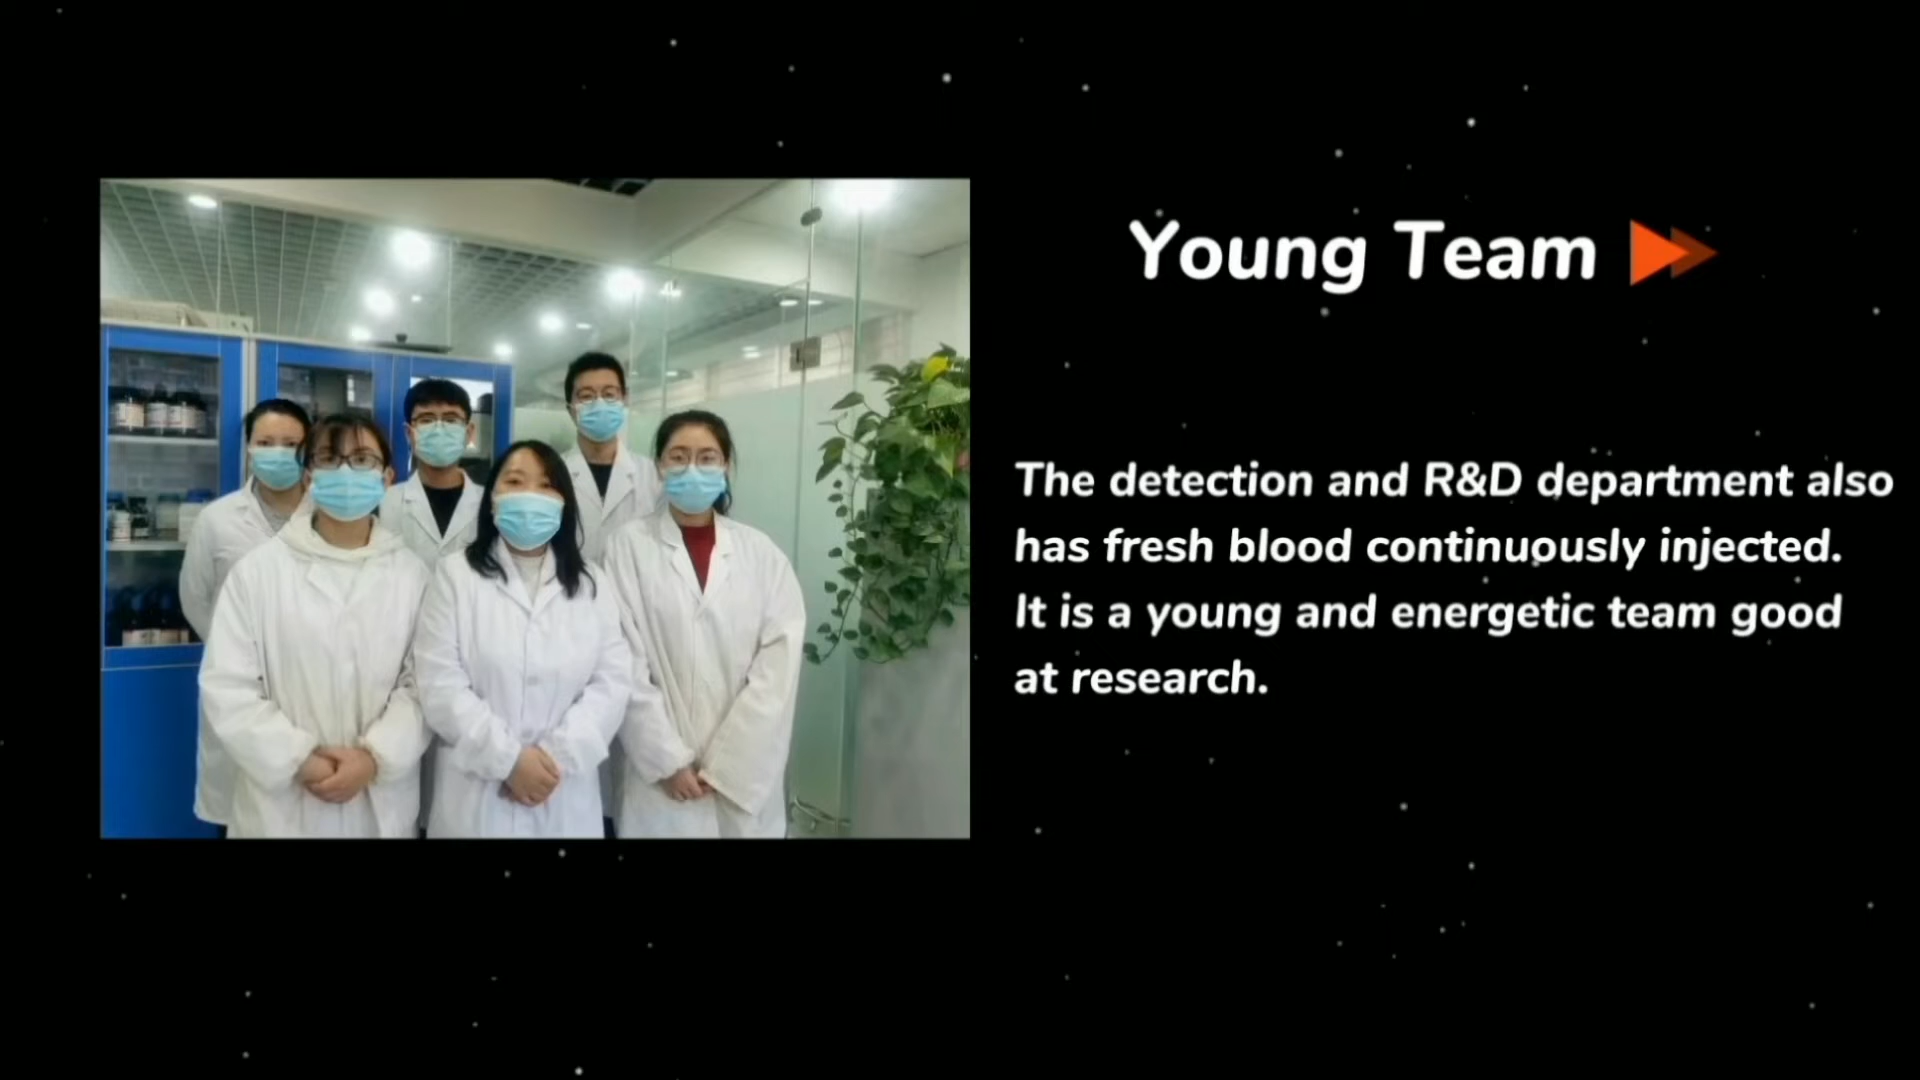 Young Team
The detection and R&D department also
has fresh blood continuously injected.
It is a young and energetic team good
at research.